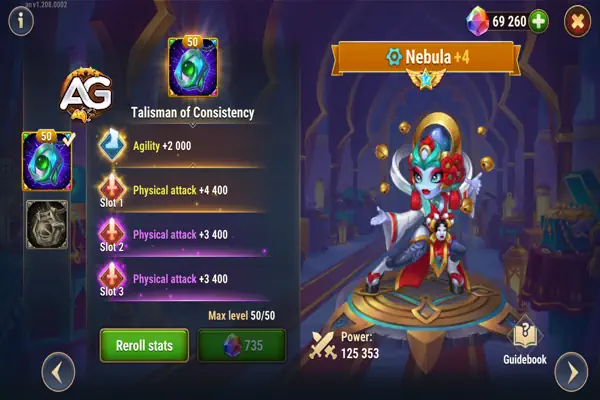 v1.208.0002
i
69 260
Nebula +4
50
AG
Talisman of Consistency
Agility +2 000
50
Physical attack +4 400
Slot 1
Physical attack +3 400
Slot 2
Physical attack +3 400
Slot 3
Max level 50/50
Reroll stats
735
Power:
125 353
?
Guidebook